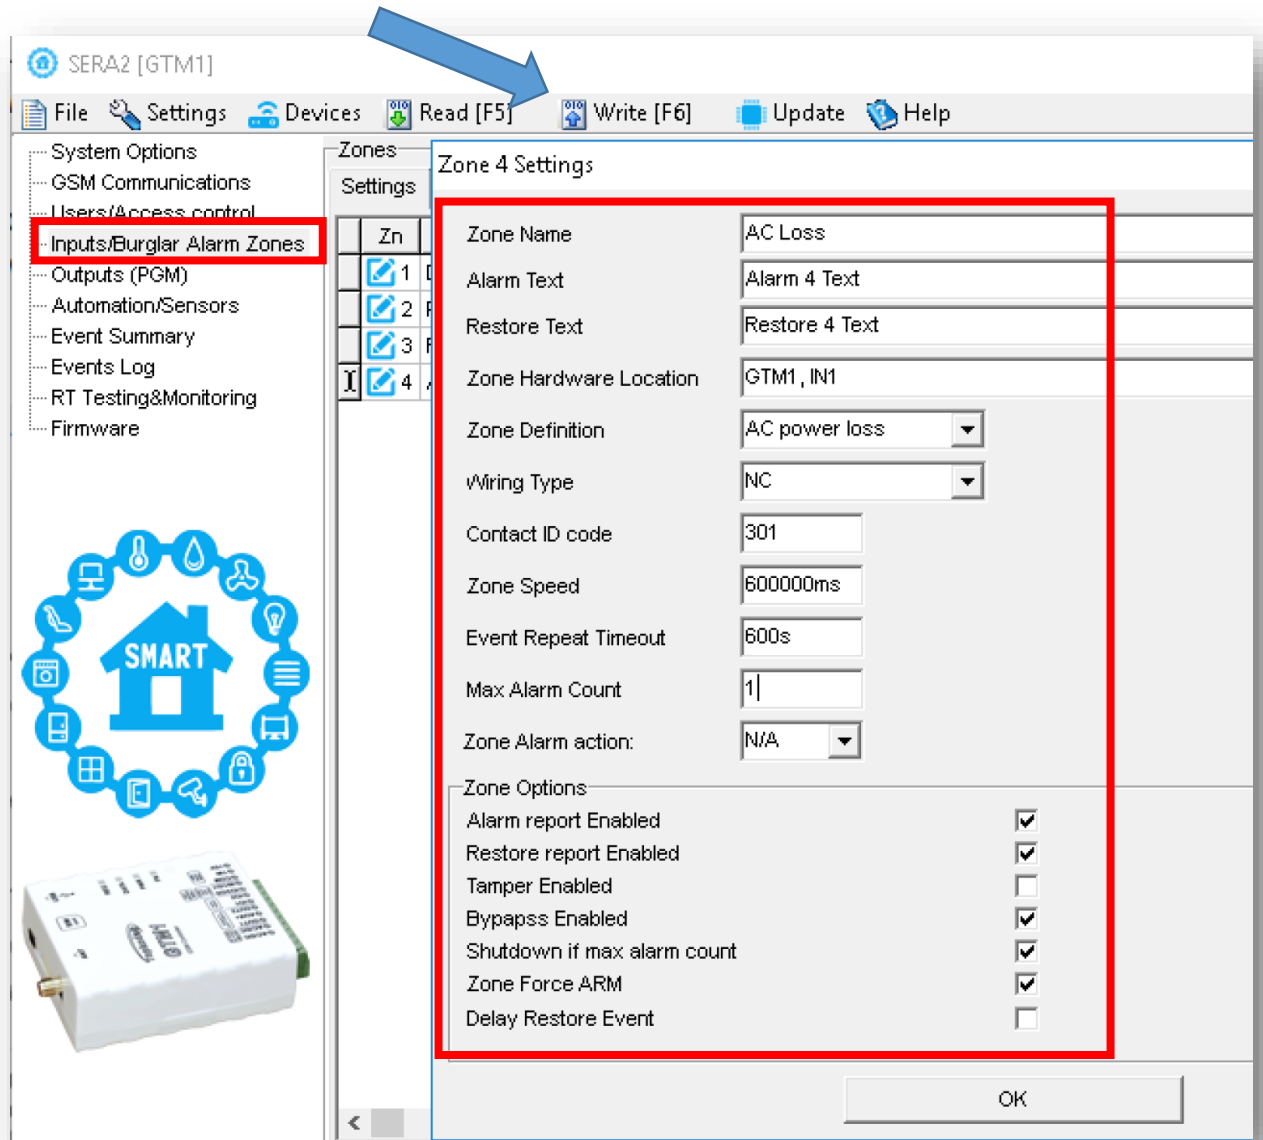 SERA2 [GTM1]
File Settings Devices Read [F5] Write [F6] Update Help
System Options
GSM Communications
Users/Access control
Inputs/Burglar Alarm Zones
Outputs (PGM)
Automation/Sensors
Event Summary
Events Log
RT Testing&Monitoring
Firmware
SMART
Zones
Settings
Zn
1
2
3
4
Zone 4 Settings
Zone Name AC Loss
Alarm Text Alarm 4 Text
Restore Text Restore 4 Text
Zone Hardware Location GTM1, IN1
Zone Definition AC power loss
Wiring Type NC
Contact ID code 301
Zone Speed 600000ms
Event Repeat Timeout 600s
Max Alarm Count 1
Zone Alarm action: N/A
Zone Options
Alarm report Enabled
Restore report Enabled
Tamper Enabled
Bypapss Enabled
Shutdown if max alarm count
Zone Force ARM
Delay Restore Event
OK